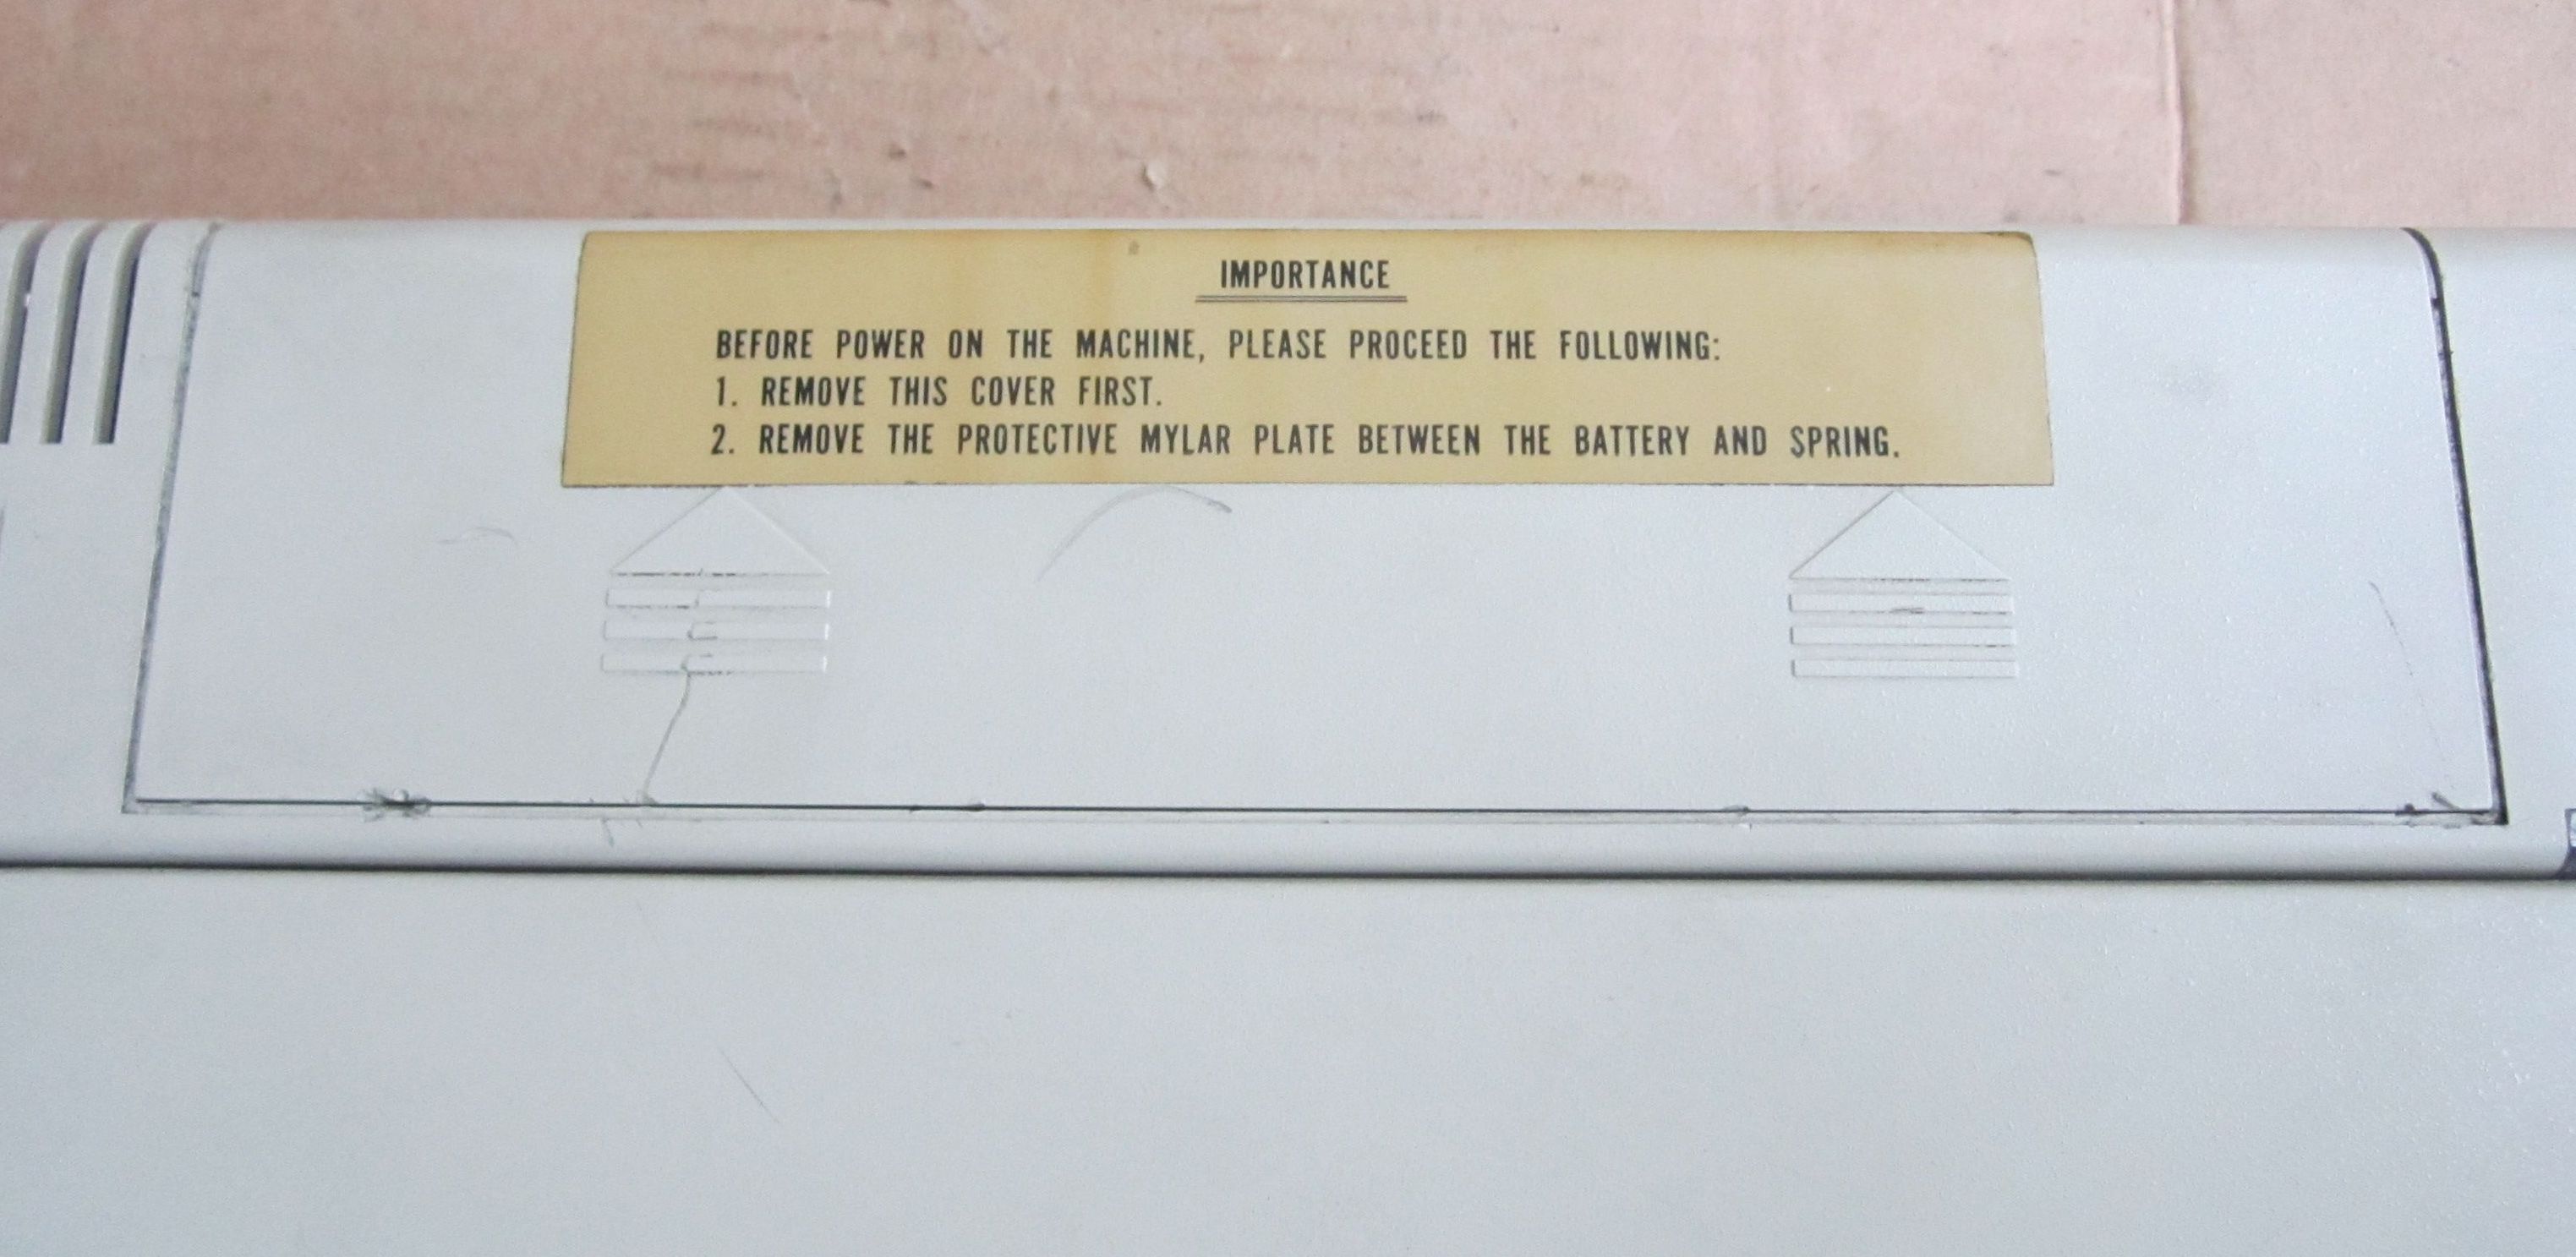 IMPORTANCE
BEFORE POWER ON THE MACHINE, PLEASE PROCEED THE FOLLOWING:
1. REMOVE THIS COVER FIRST.
2. REMOVE THE PROTECTIVE MYLAR PLATE BETWEEN THE BATTERY AND SPRING.